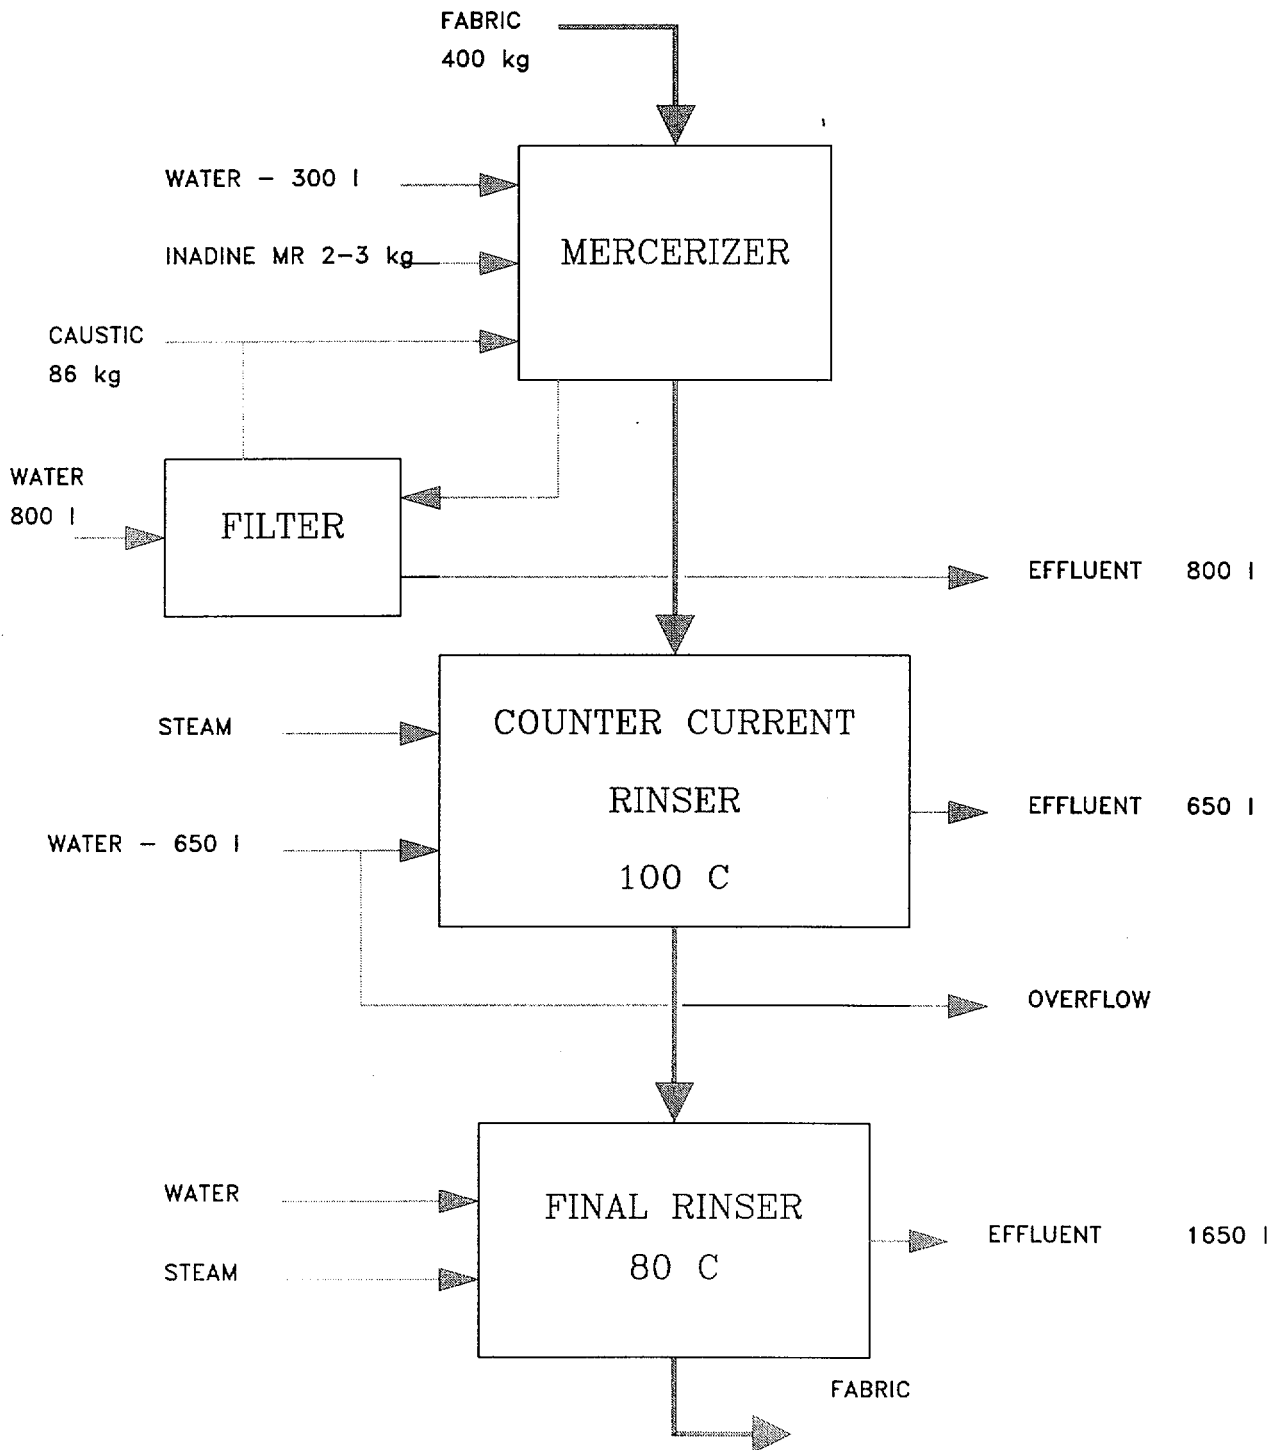 FABRIC
400 kg
WATER - 300 l
INADINE MR 2-3 kg
MERCERIZER
CAUSTIC
86 kg
WATER
800 l
FILTER
EFFLUENT 800 l
STEAM
COUNTER CURRENT
RINSER
100 C
WATER - 650 l
EFFLUENT 650 l
OVERFLOW
WATER
STEAM
FINAL RINSER
80 C
EFFLUENT 1650 l
FABRIC